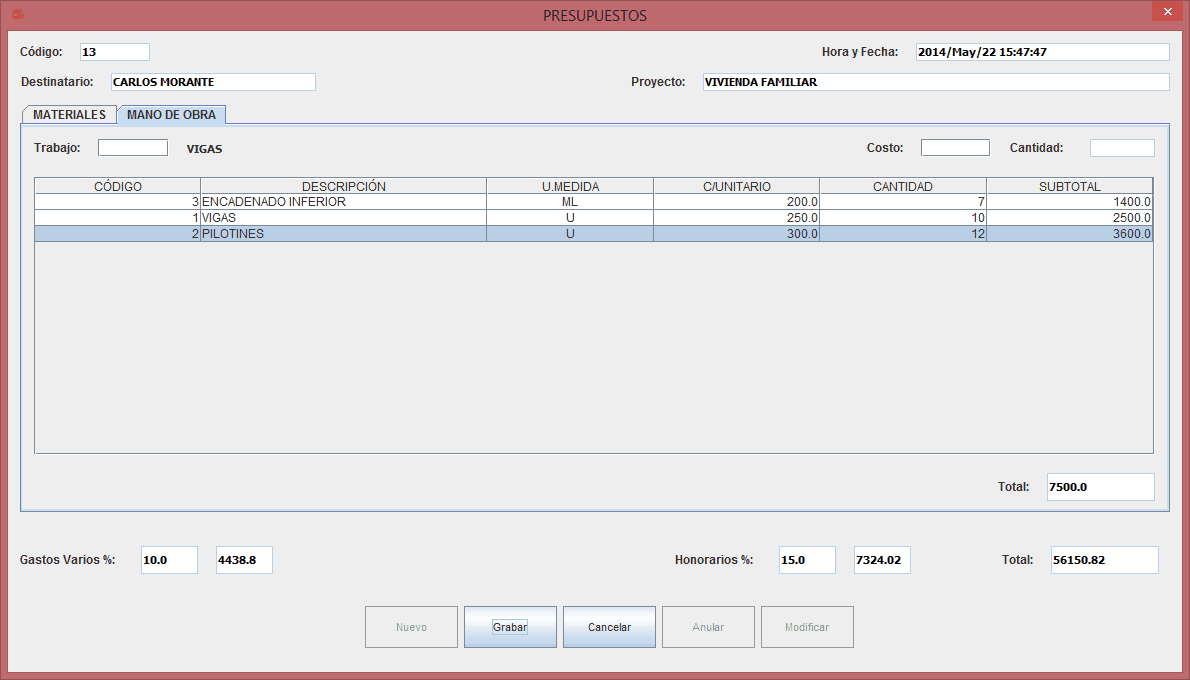 PRESUPUESTOS
Código: 13 Hora y Fecha: 2014/May/22 15:47:47
Destinatario: CARLOS MORANTE Proyecto: VIVIENDA FAMILIAR
MATERIALES MANO DE OBRA
Trabajo: VIGAS Costo: Cantidad:
CÓDIGO DESCRIPCIÓN U.MEDIDA C/UNITARIO CANTIDAD SUBTOTAL
3 ENCADENADO INFERIOR ML 200.0 7 1400.0
1 VIGAS U 250.0 10 2500.0
2 PILOTINES U 300.0 12 3600.0
Total: 7500.0
Gastos Varios %: 10.0 4438.8 Honorarios %: 15.0 7324.02 Total: 56150.82
Nuevo Grabar Cancelar Anular Modificar